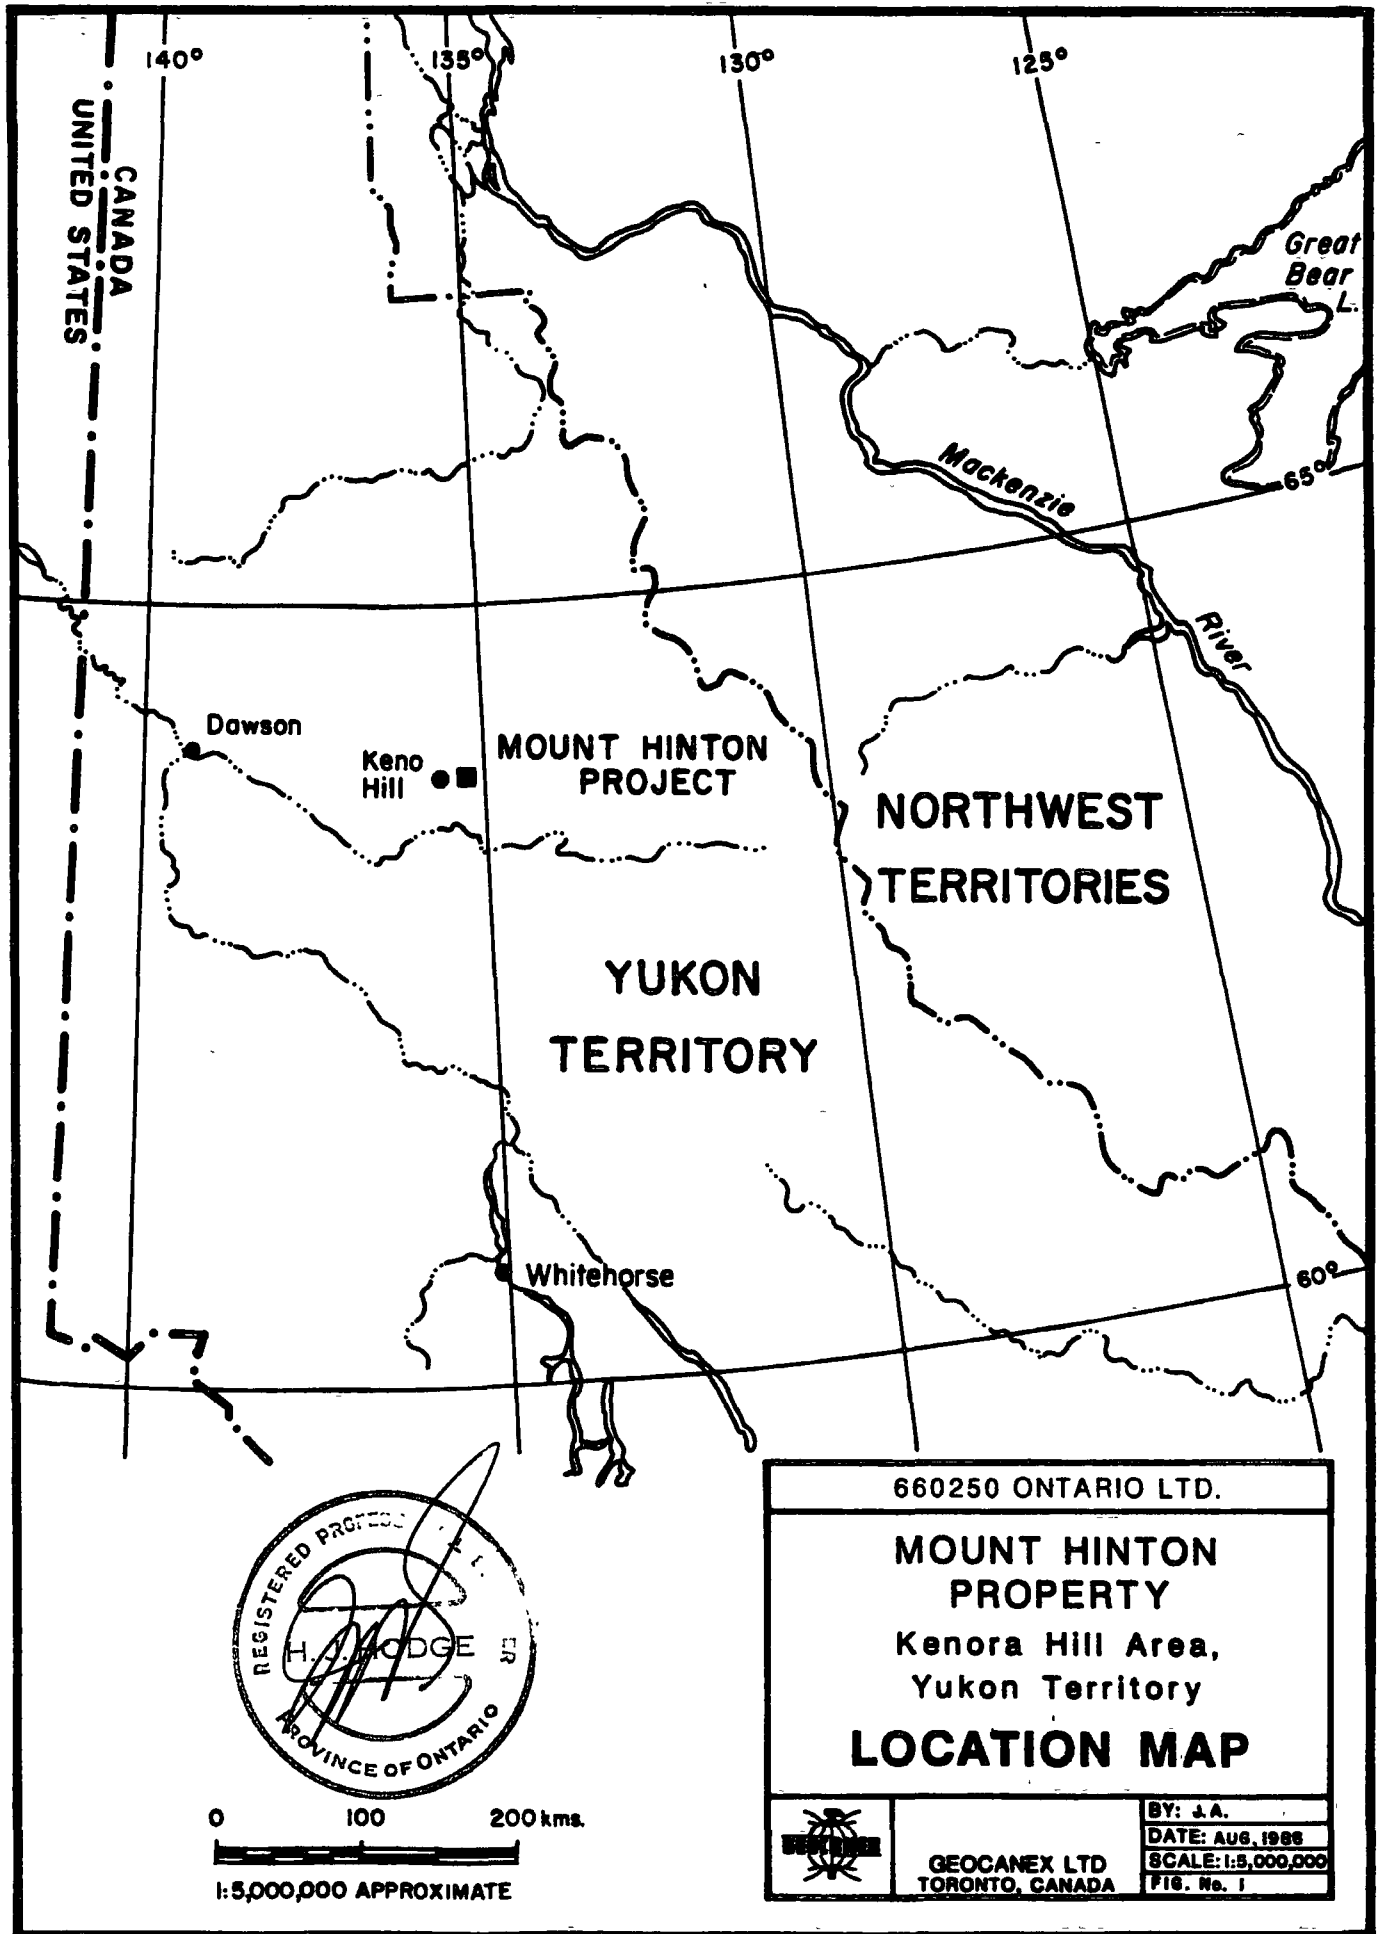 140°
135°
130°
125°
CANADA
UNITED STATES
Great
Bear
L.
65°
Mackenzie
River
Dawson
Keno
Hill
MOUNT HINTON
PROJECT
NORTHWEST
TERRITORIES
YUKON
TERRITORY
Whitehorse
60°
REGISTERED
H. J. HODGE
PROVINCE OF ONTARIO
0 100 200 kms.
1:5,000,000 APPROXIMATE
660250 ONTARIO LTD.
MOUNT HINTON
PROPERTY
Kenora Hill Area,
Yukon Territory
LOCATION MAP
GEOCANEX LTD
TORONTO, CANADA
BY: J.A.
DATE: AUG, 1986
SCALE: 1:5,000,000
FIG. No. 1